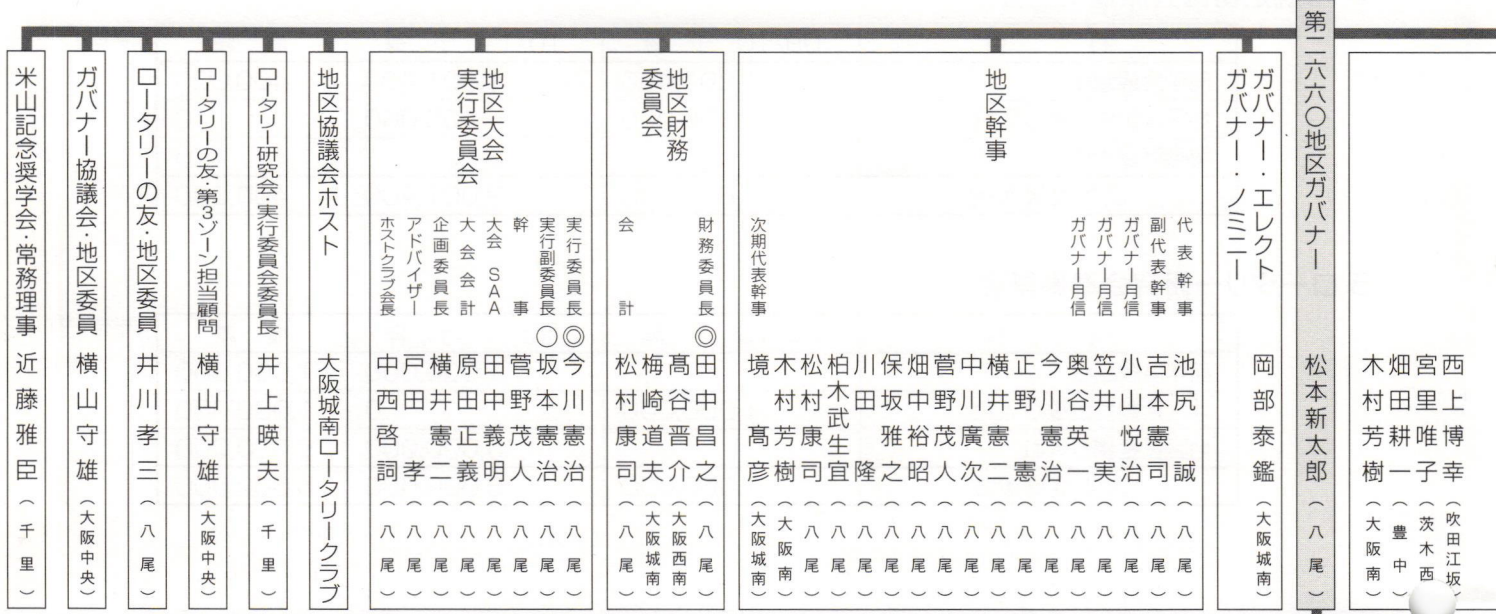 西上博幸（吹田江坂）
宮里唯子（茨木西）
畑田耕一（豊中）
木村芳樹（大阪南）
第二六六〇地区ガバナー 松本新太郎（八尾）
ガバナー・エレクト
ガバナー・ノミニー 岡部泰鑑（大阪城南）
地区幹事
代表幹事 池尻 誠（八尾）
副代表幹事 吉本憲司（八尾）
ガバナー月信 小山悦治（八尾）
ガバナー月信 笠井 実（八尾）
ガバナー月信 奥谷英一（八尾）
今川憲治（八尾）
正野 憲（八尾）
横井憲二（八尾）
中川廣次（八尾）
菅野茂人（八尾）
畑中裕昭（八尾）
保坂雅之（八尾）
川田 隆（八尾）
柏木武生宜（八尾）
松村康司（八尾）
木村芳樹（大阪南）
次期代表幹事 境 髙彦（大阪城南）
地区財務
委員会
財務委員長 ◎田中昌之（八尾）
髙谷晋介（大阪西南）
梅崎道夫（大阪城南）
会計 松村康司（八尾）
地区大会
実行委員会
実行委員長 ◎今川憲治（八尾）
実行副委員長 ○坂本憲治（八尾）
幹事 菅野茂人（八尾）
大会SAA 田中義明（八尾）
大会会計 原田正義（八尾）
企画委員長 横井憲二（八尾）
アドバイザー 戸田 孝（八尾）
ホストクラブ会長 中西啓詞（八尾）
地区協議会ホスト 大阪城南ロータリークラブ
ロータリー研究会・実行委員会委員長 井上暎夫（千里）
ロータリーの友・第3ゾーン担当顧問 横山守雄（大阪中央）
ロータリーの友・地区委員 井川孝三（八尾）
ガバナー協議会・地区委員 横山守雄（大阪中央）
米山記念奨学会・常務理事 近藤雅臣（千里）